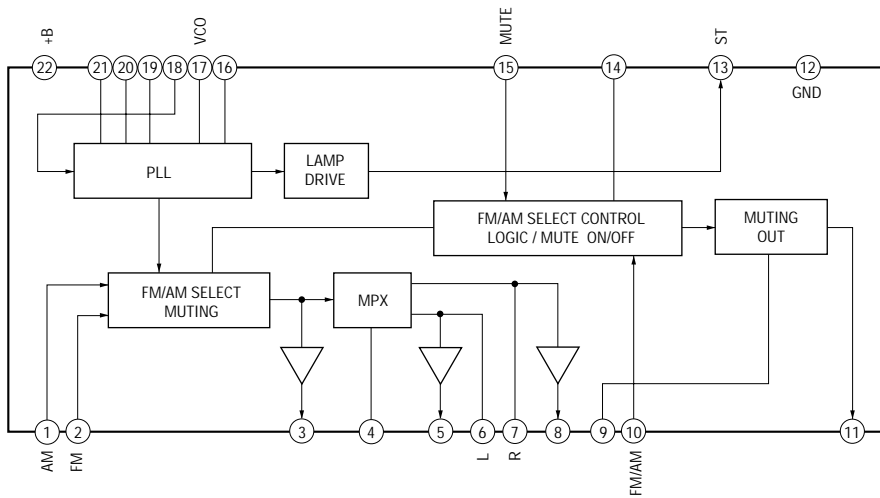 +B
VCO
MUTE
ST
22
21
20
19
18
17
16
15
14
13
12
GND
PLL
LAMP
DRIVE
FM/AM SELECT CONTROL
LOGIC / MUTE ON/OFF
MUTING
OUT
FM/AM SELECT
MUTING
MPX
1
2
3
4
5
6
7
8
9
10
11
AM
FM
L
R
FM/AM